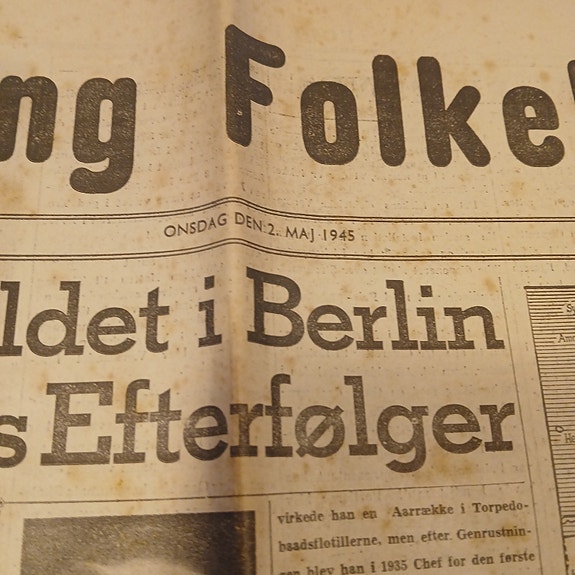 ng Folke
ONSDAG DEN 2. MAJ 1945
ldet i Berlin
s Efterfølger
virkede han en Aarrække i Torpedo-
baadsflotillerne, men efter Genrustnin-
gen blev han i 1935 Chef for den første